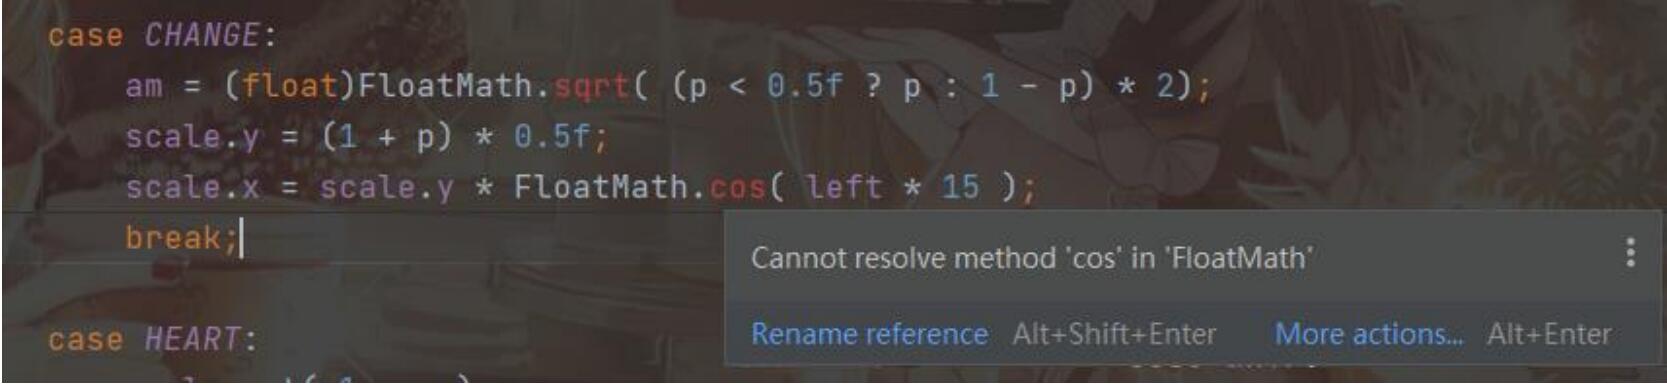 case CHANGE:
am = (float)FloatMath.sqrt( (p < 0.5f ? p : 1 - p) * 2);
scale.y = (1 + p) * 0.5f;
scale.x = scale.y * FloatMath.cos( left * 15 );
break;
Cannot resolve method 'cos' in 'FloatMath'
Rename reference Alt+Shift+Enter More actions... Alt+Enter
case HEART: